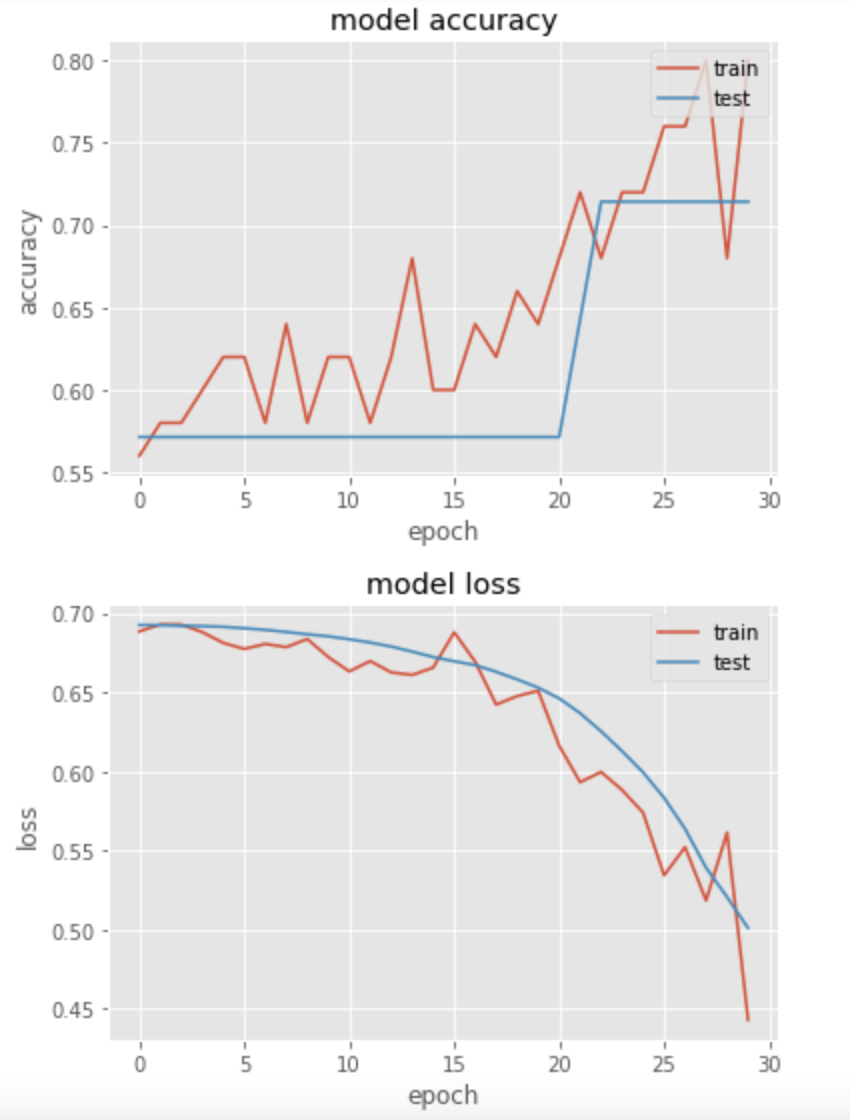 model accuracy
train
test
0.80
0.75
0.70
0.65
0.60
0.55
accuracy
0 5 10 15 20 25 30
epoch
model loss
train
test
0.70
0.65
0.60
0.55
0.50
0.45
loss
0 5 10 15 20 25 30
epoch